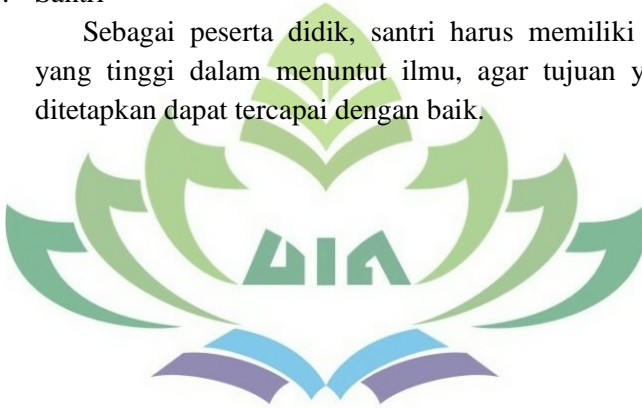 . Santri
Sebagai peserta didik, santri harus memiliki
yang tinggi dalam menuntut ilmu, agar tujuan y
ditetapkan dapat tercapai dengan baik.
UIN